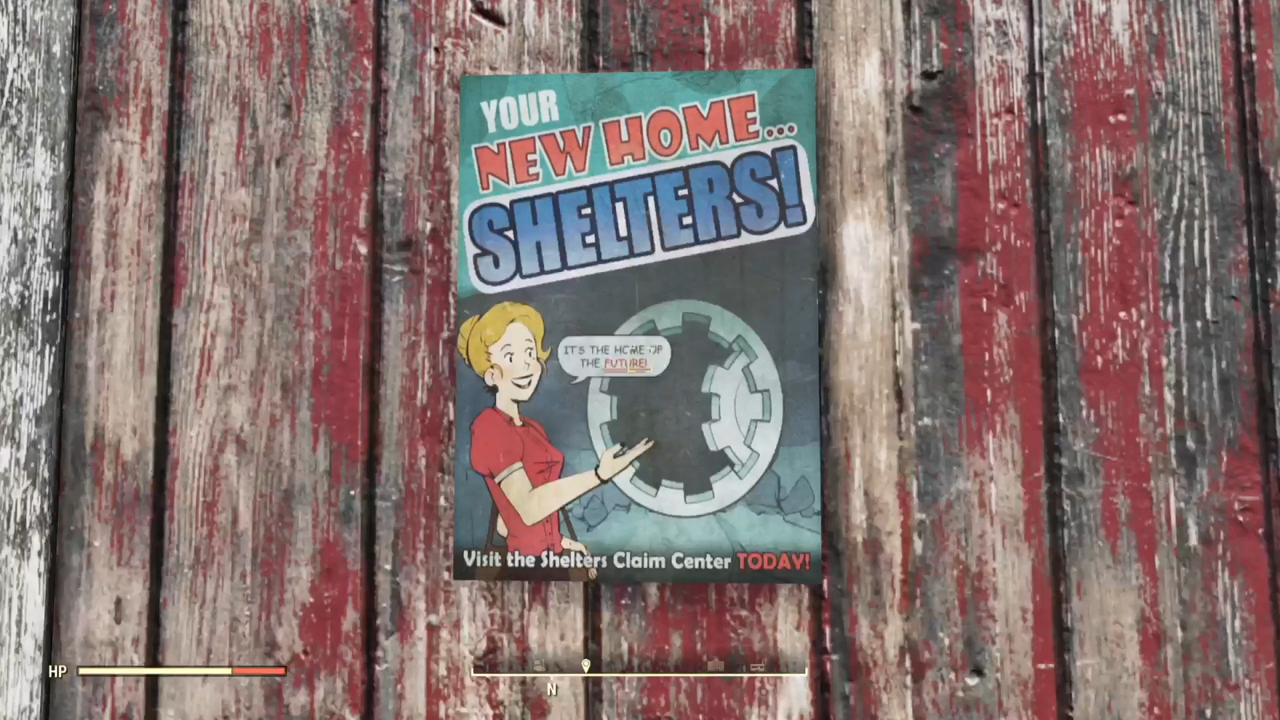 YOUR
NEW HOME...
SHELTERS!
IT'S THE HOME OF
THE FUTURE!
Visit the Shelters Claim Center TODAY!
HP
N